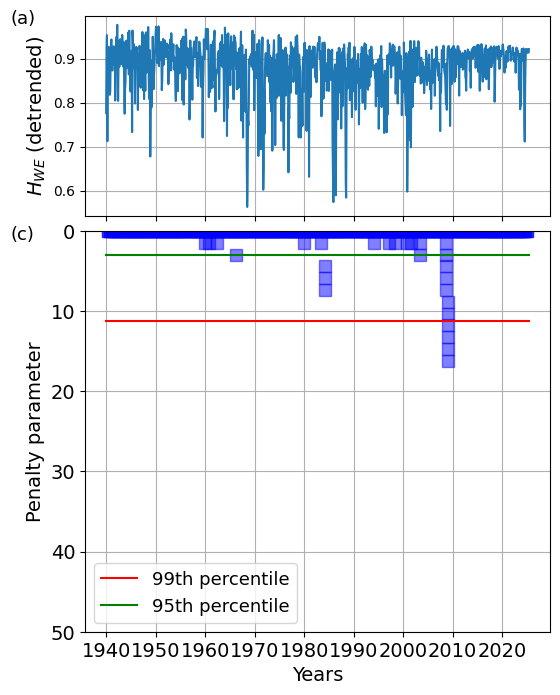 (a)
H_WE (detrended)
0.9
0.8
0.7
0.6
(c)
Penalty parameter
0
10
20
30
40
50
99th percentile
95th percentile
1940 1950 1960 1970 1980 1990 2000 2010 2020
Years